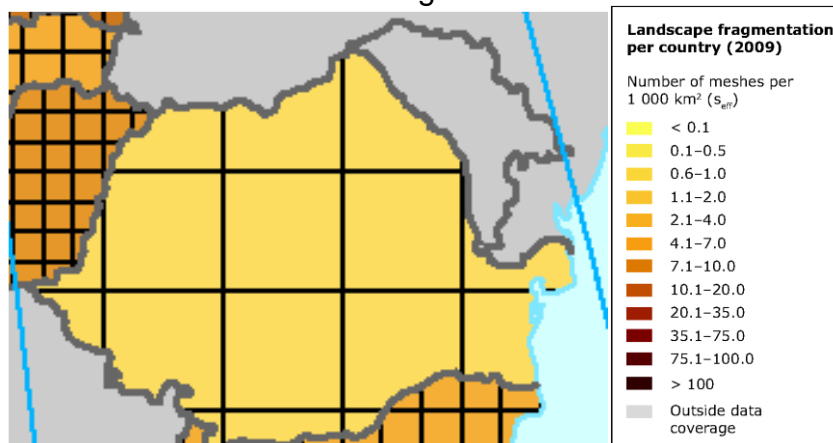 Landscape fragmentation
per country (2009)
Number of meshes per
1 000 km² (s_eff)
< 0.1
0.1–0.5
0.6–1.0
1.1–2.0
2.1–4.0
4.1–7.0
7.1–10.0
10.1–20.0
20.1–35.0
35.1–75.0
75.1–100.0
> 100
Outside data
coverage